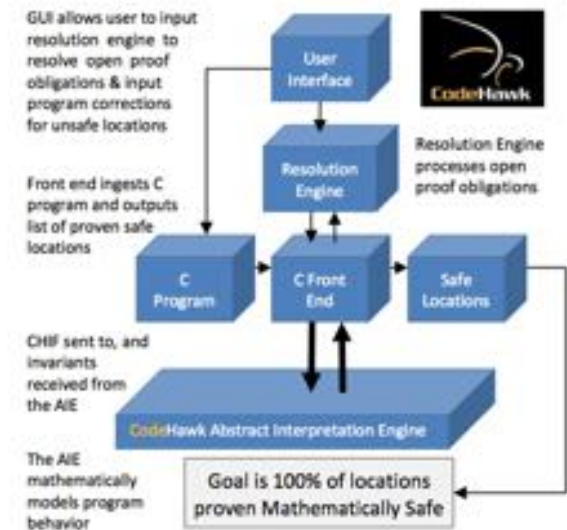 GUI allows user to input
resolution engine to
resolve open proof
obligations & input
program corrections
for unsafe locations
User
Interface
CodeHawk
Resolution
Engine
Resolution Engine
processes open
proof obligations
Front end ingests C
program and outputs
list of proven safe
locations
C
Program
C Front
End
Safe
Locations
CHIF sent to, and
invariants
received from
the AIE
CodeHawk Abstract Interpretation Engine
The AIE
mathematically
models program
behavior
Goal is 100% of locations
proven Mathematically Safe